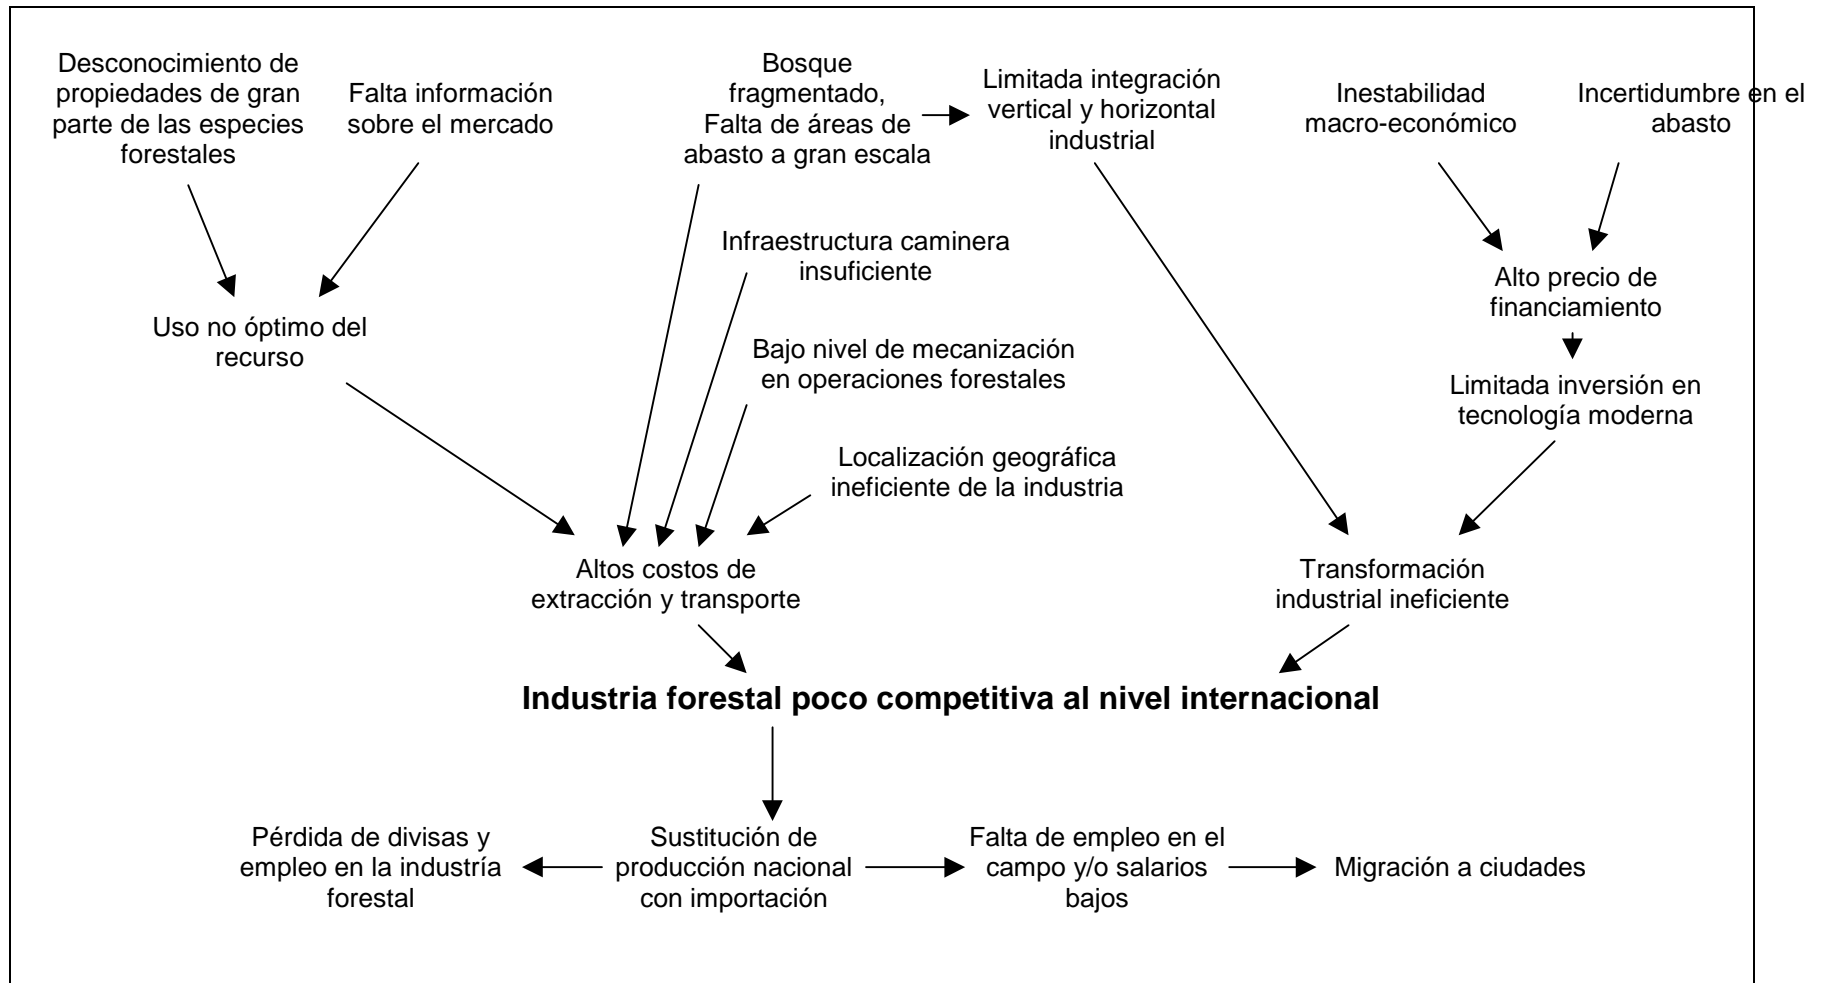 Desconocimiento de
propiedades de gran
parte de las especies
forestales
Falta información
sobre el mercado
Bosque
fragmentado,
Falta de áreas de
abasto a gran escala
Limitada integración
vertical y horizontal
industrial
Inestabilidad
macro-económico
Incertidumbre en el
abasto
Infraestructura caminera
insuficiente
Alto precio de
financiamiento
Uso no óptimo del
recurso
Bajo nivel de mecanización
en operaciones forestales
Limitada inversión en
tecnología moderna
Localización geográfica
ineficiente de la industria
Altos costos de
extracción y transporte
Transformación
industrial ineficiente
Industria forestal poco competitiva al nivel internacional
Pérdida de divisas y
empleo en la industría
forestal
Sustitución de
producción nacional
con importación
Falta de empleo en el
campo y/o salarios
bajos
Migración a ciudades